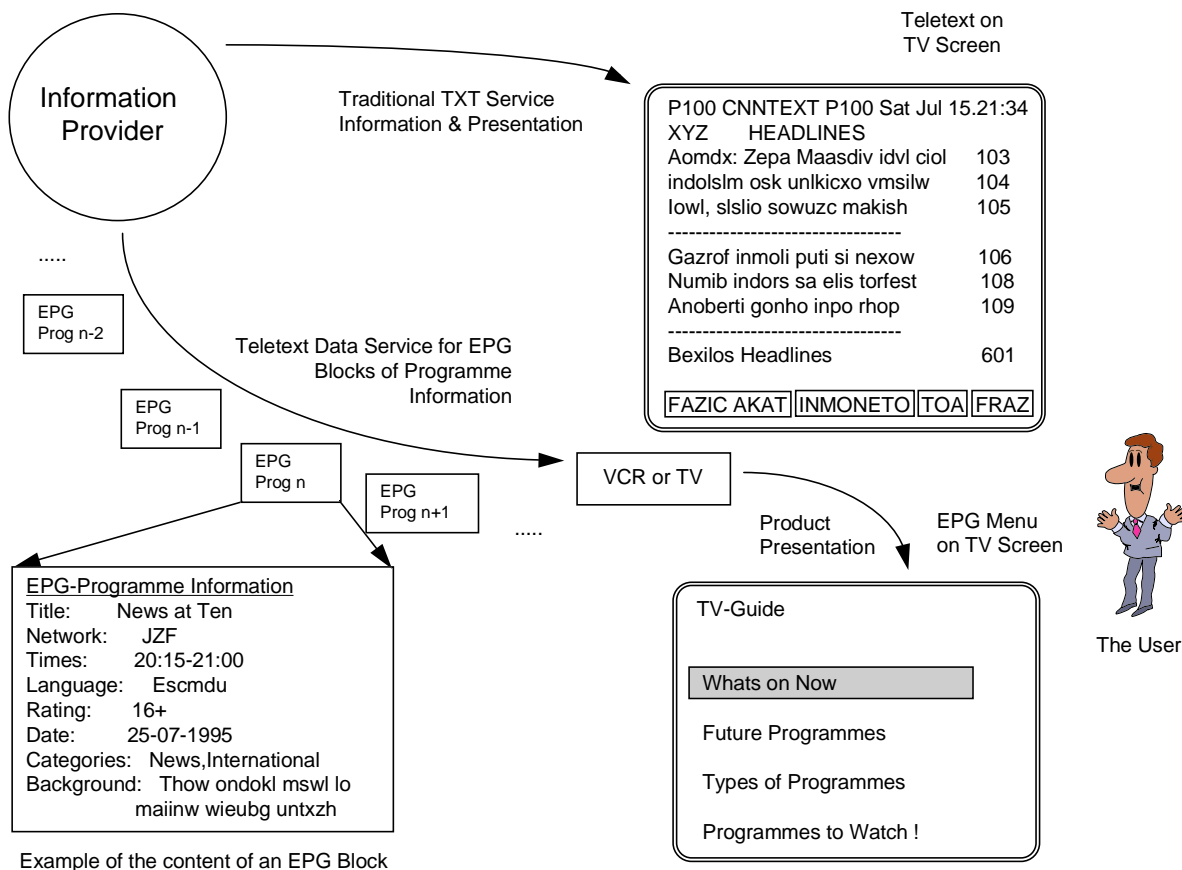 Teletext on
TV Screen
Information
Provider
Traditional TXT Service
Information & Presentation
P100 CNNTEXT P100 Sat Jul 15.21:34
XYZ HEADLINES
Aomdx: Zepa Maasdiv idvl ciol 103
indolslm osk unlkicxo vmsilw 104
Iowl, slslio sowuzc makish 105
----------------------------------
Gazrof inmoli puti si nexow 106
Numib indors sa elis torfest 108
Anoberti gonho inpo rhop 109
----------------------------------
Bexilos Headlines 601
FAZIC AKAT INMONETO TOA FRAZ
.....
EPG
Prog n-2
Teletext Data Service for EPG
Blocks of Programme
Information
EPG
Prog n-1
EPG
Prog n
EPG
Prog n+1
.....
VCR or TV
Product
Presentation
EPG Menu
on TV Screen
The User
EPG-Programme Information
Title: News at Ten
Network: JZF
Times: 20:15-21:00
Language: Escmdu
Rating: 16+
Date: 25-07-1995
Categories: News,International
Background: Thow ondokl mswl lo
maiinw wieubg untxzh
Example of the content of an EPG Block
TV-Guide
Whats on Now
Future Programmes
Types of Programmes
Programmes to Watch !